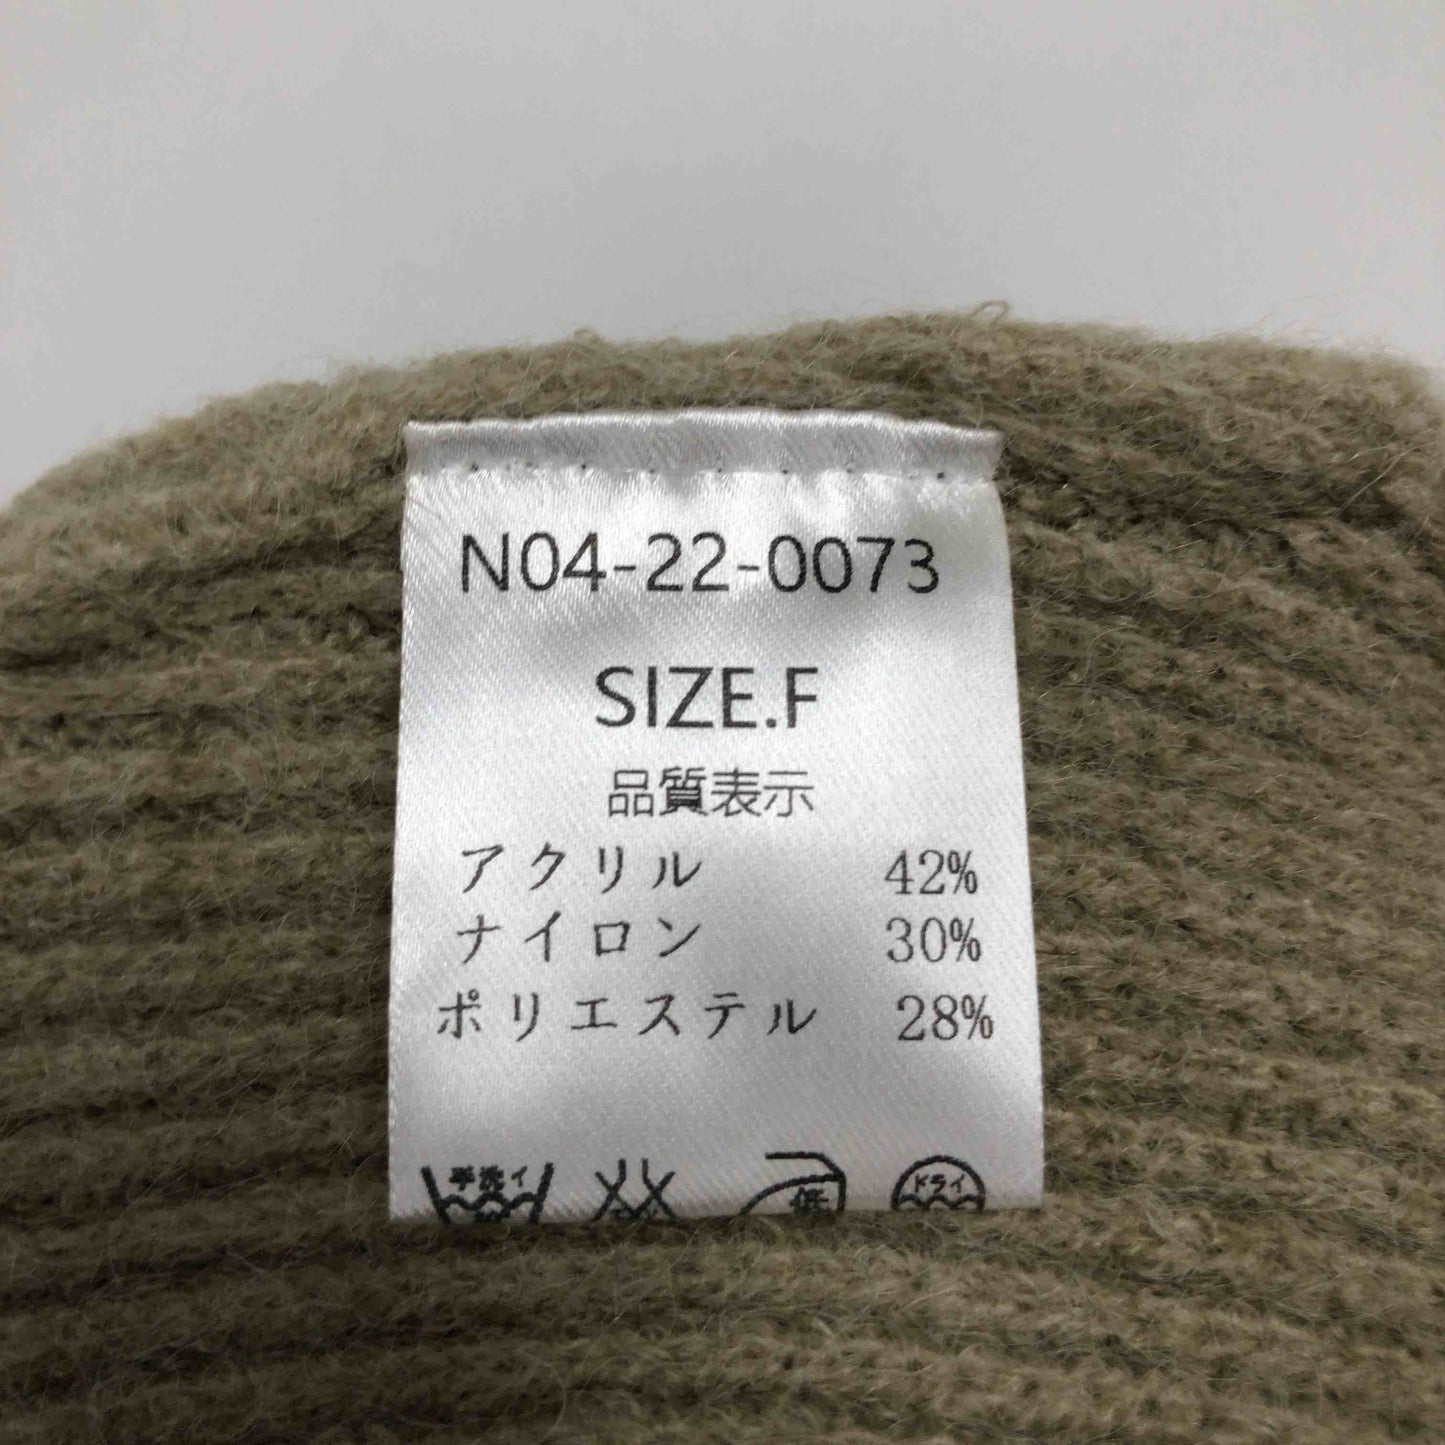 N04-22-0073
SIZE.F
品質表示
アクリル 42%
ナイロン 30%
ポリエステル 28%
手洗イ 低 ドライ